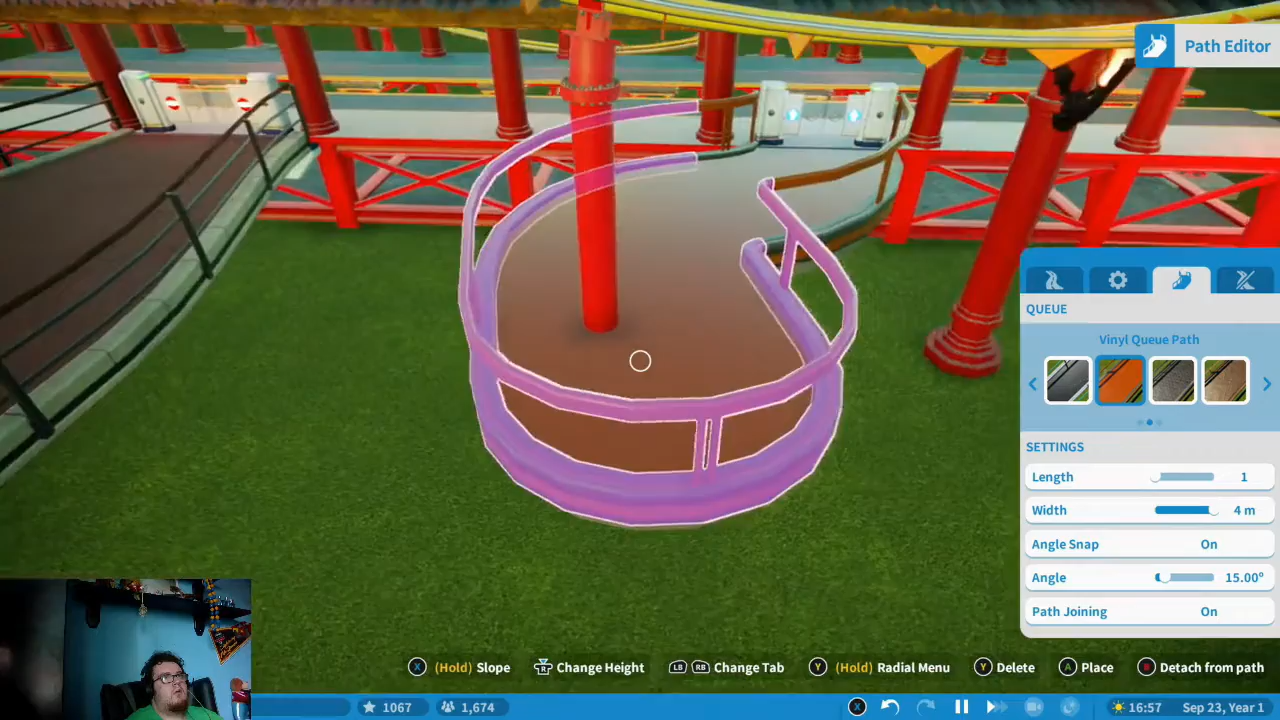 Path Editor
QUEUE
Vinyl Queue Path
SETTINGS
Length 1
Width 4 m
Angle Snap On
Angle 15.00°
Path Joining On
X (Hold) Slope R Change Height LB RB Change Tab Y (Hold) Radial Menu Y Delete A Place B Detach from path
1067 1,674 X 16:57 Sep 23, Year 1